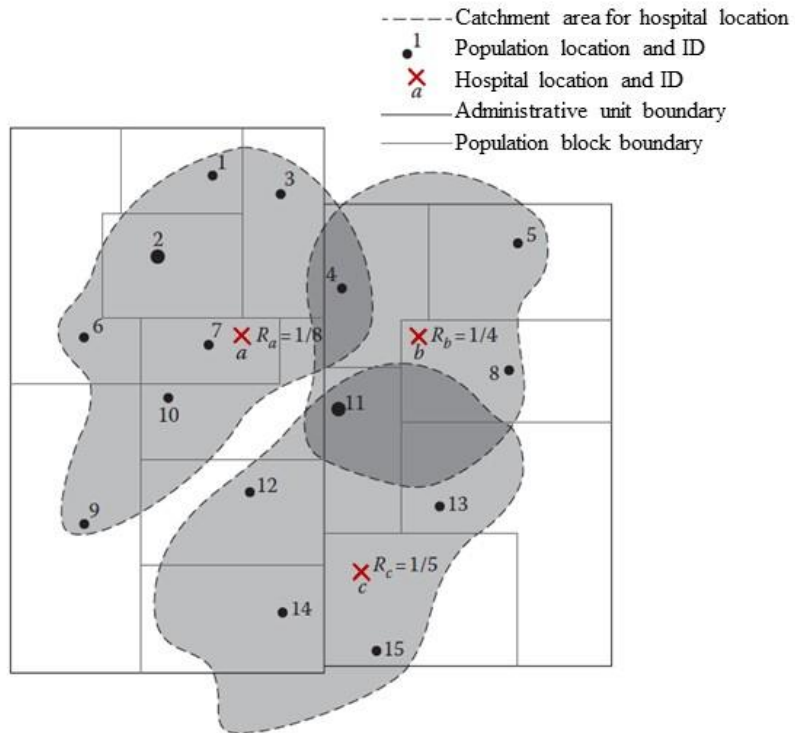 Catchment area for hospital location
1
Population location and ID
Hospital location and ID
a
Administrative unit boundary
Population block boundary
1
3
2
5
4
6
7
a
R_a = 1/8
b
R_b = 1/4
8
10
11
9
12
13
c
R_c = 1/5
14
15